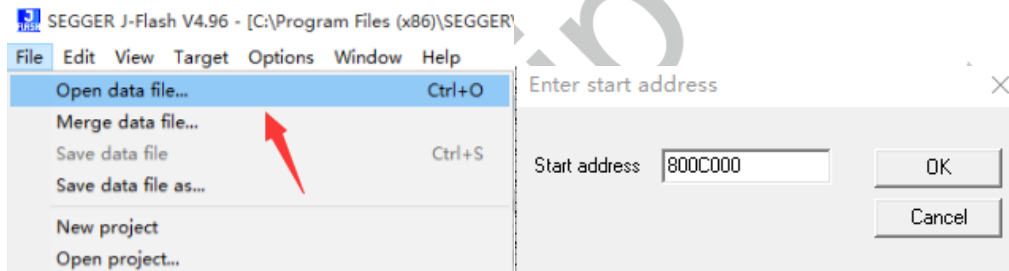 SEGGER J-Flash V4.96 - [C:\Program Files (x86)\SEGGER\
File Edit View Target Options Window Help
Open data file... Ctrl+O
Merge data file...
Save data file Ctrl+S
Save data file as...
New project
Open project...
Enter start address
Start address 800C000 OK
Cancel